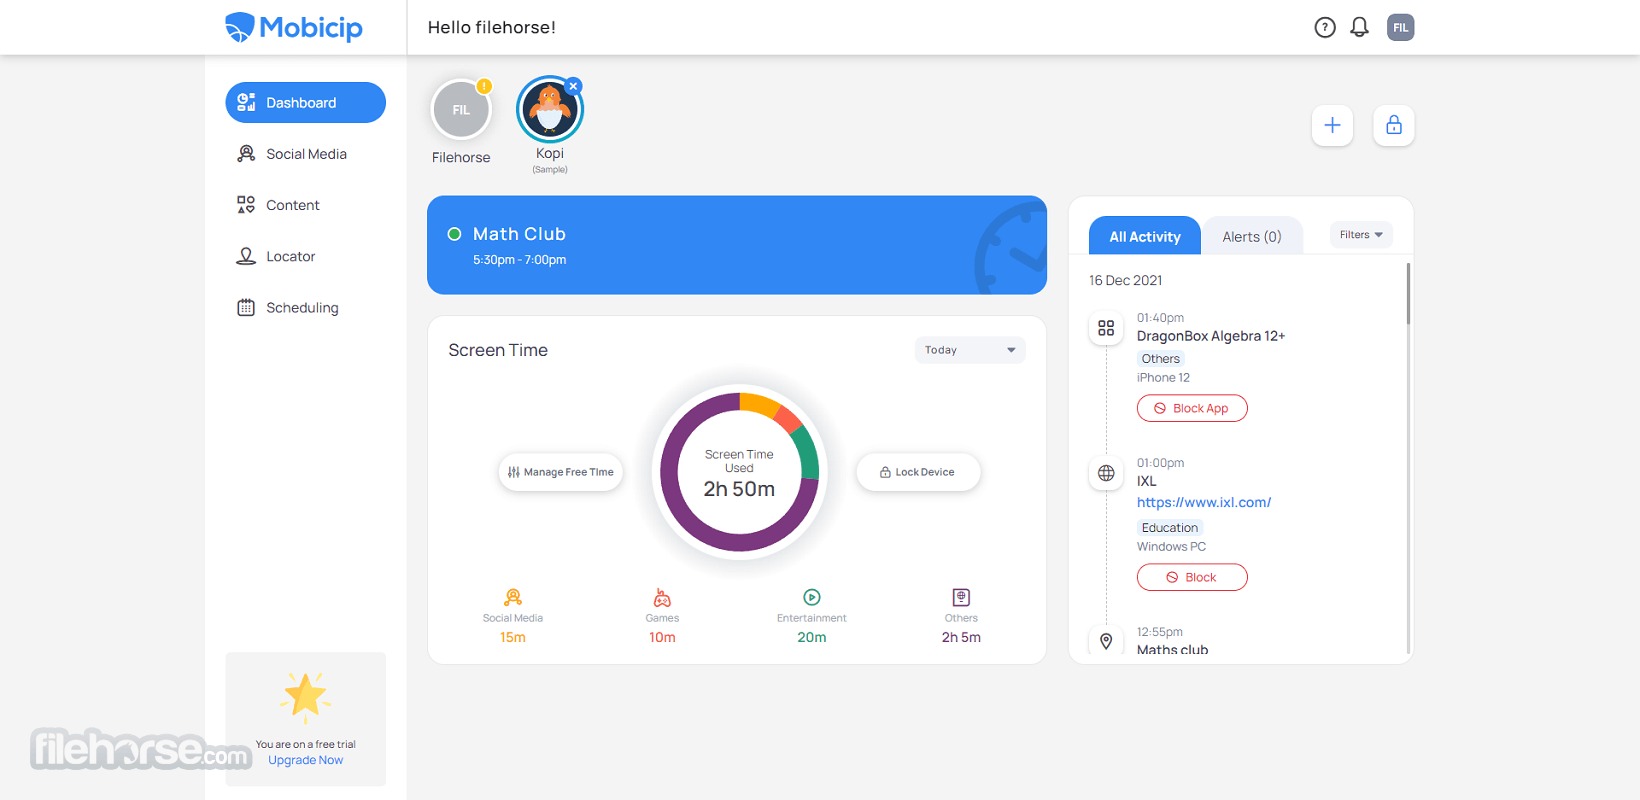 Mobicip
Hello filehorse!
?
FIL
Dashboard
Social Media
Content
Locator
Scheduling
FIL
!
Filehorse
Kopi
(Sample)
Math Club
5:30pm - 7:00pm
Screen Time
Today
Manage Free TIme
Screen Time
Used
2h 50m
Lock Device
Social Media
15m
Games
10m
Entertainment
20m
Others
2h 5m
All Activity
Alerts (0)
Filters
16 Dec 2021
01:40pm
DragonBox Algebra 12+
Others
iPhone 12
Block App
01:00pm
IXL
https://www.ixl.com/
Education
Windows PC
Block
12:55pm
Maths club
You are on a free trial
Upgrade Now
filehorse.com